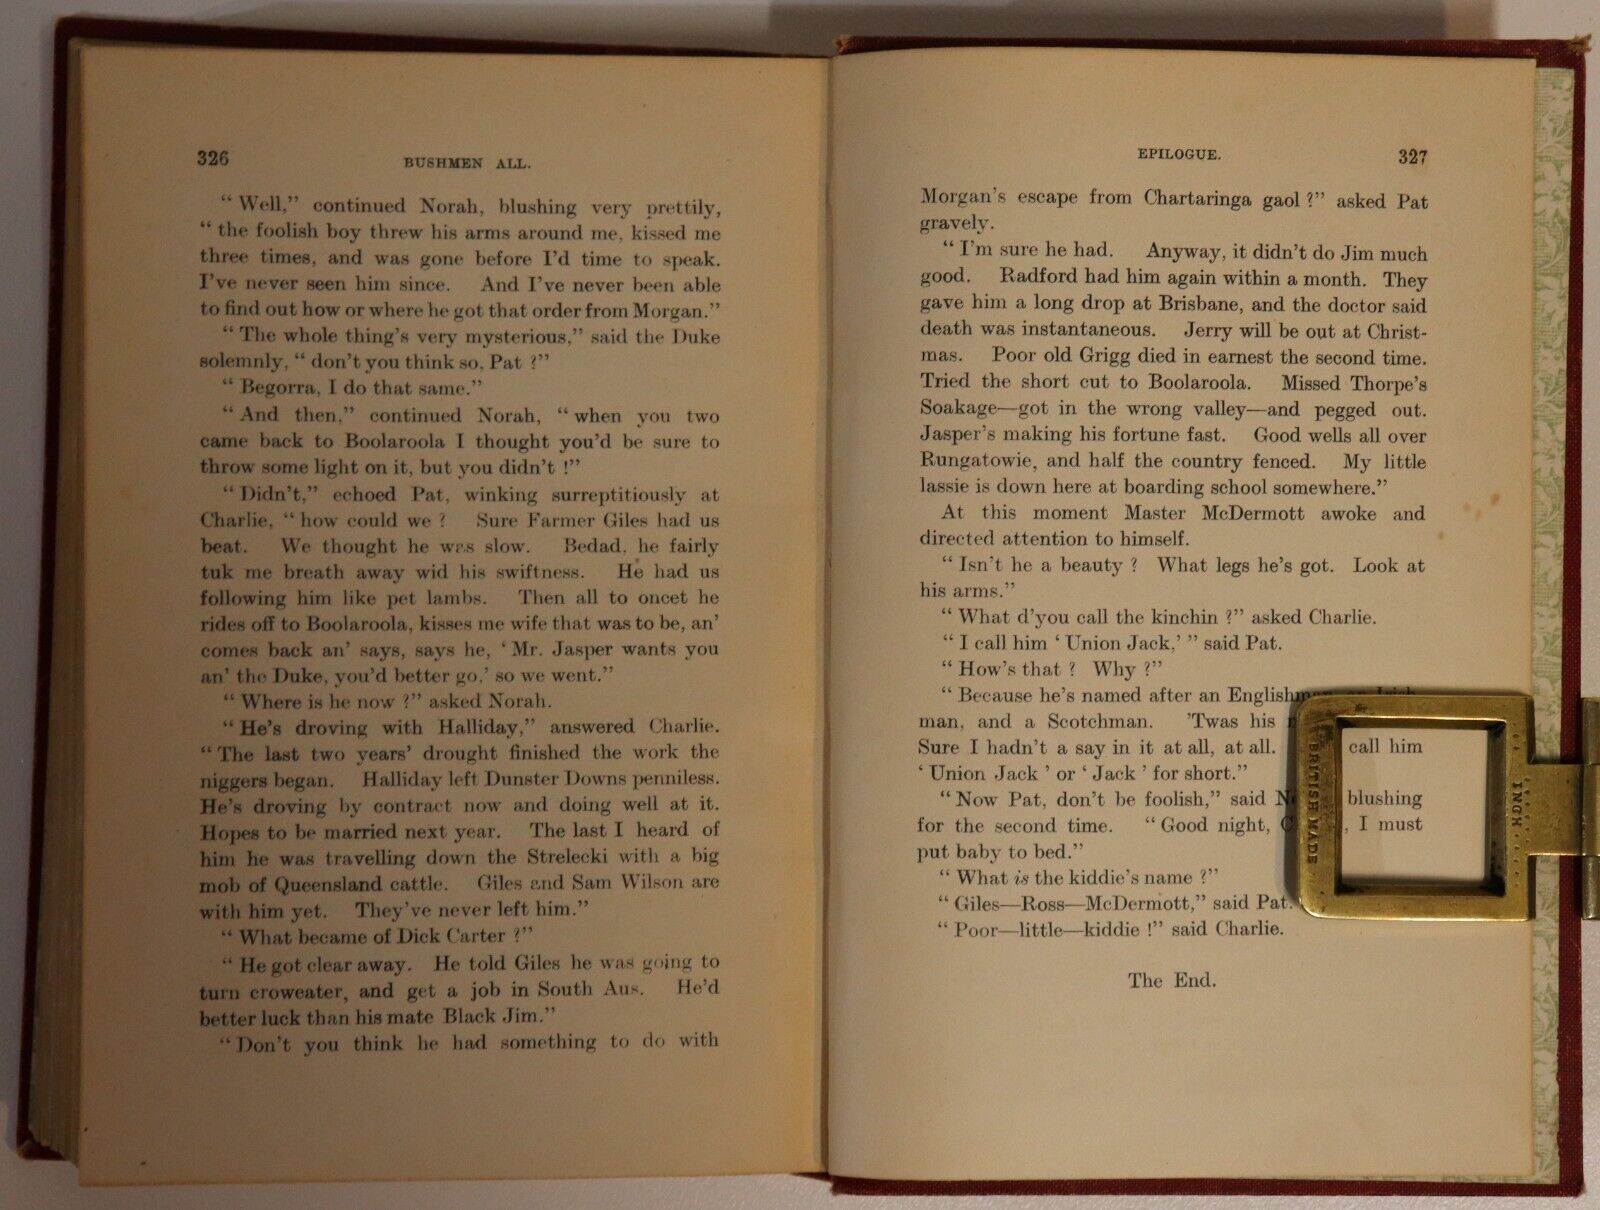 326
BUSHMEN ALL.
“ Well,” continued Norah, blushing very prettily,
“ the foolish boy threw his arms around me, kissed me
three times, and was gone before I'd time to speak.
I've never seen him since. And I've never been able
to find out how or where he got that order from Morgan.”
“ The whole thing's very mysterious,” said the Duke
solemnly, “ don't you think so, Pat ?”
“ Begorra, I do that same.”
“ And then,” continued Norah, “ when you two
came back to Boolaroola I thought you'd be sure to
throw some light on it, but you didn't !”
“ Didn't,” echoed Pat, winking surreptitiously at
Charlie, “ how could we ? Sure Farmer Giles had us
beat. We thought he was slow. Bedad, he fairly
tuk me breath away wid his swiftness. He had us
following him like pet lambs. Then all to oncet he
rides off to Boolaroola, kisses me wife that was to be, an'
comes back an' says, says he, ‘ Mr. Jasper wants you
an' the Duke, you'd better go,’ so we went.”
“ Where is he now ?” asked Norah.
“ He's droving with Halliday,” answered Charlie.
“ The last two years' drought finished the work the
niggers began. Halliday left Dunster Downs penniless.
He's droving by contract now and doing well at it.
Hopes to be married next year. The last I heard of
him he was travelling down the Strelecki with a big
mob of Queensland cattle. Giles and Sam Wilson are
with him yet. They've never left him.”
“ What became of Dick Carter ?”
“ He got clear away. He told Giles he was going to
turn croweater, and get a job in South Aus. He'd
better luck than his mate Black Jim.”
“ Don't you think he had something to do with
EPILOGUE.
327
Morgan's escape from Chartaringa gaol ?” asked Pat
gravely.
“ I'm sure he had. Anyway, it didn't do Jim much
good. Radford had him again within a month. They
gave him a long drop at Brisbane, and the doctor said
death was instantaneous. Jerry will be out at Christ-
mas. Poor old Grigg died in earnest the second time.
Tried the short cut to Boolaroola. Missed Thorpe's
Soakage—got in the wrong valley—and pegged out.
Jasper's making his fortune fast. Good wells all over
Rungatowie, and half the country fenced. My little
lassie is down here at boarding school somewhere.”
At this moment Master McDermott awoke and
directed attention to himself.
“ Isn't he a beauty ? What legs he's got. Look at
his arms.”
“ What d'you call the kinchin ?” asked Charlie.
“ I call him ‘ Union Jack,’ ” said Pat.
“ How's that ? Why ?”
“ Because he's named after an Englishman, an Irish-
man, and a Scotchman. 'Twas his
Sure I hadn't a say in it at all, at all. call him
‘ Union Jack ’ or ‘ Jack ’ for short.”
“ Now Pat, don't be foolish,” said blushing
for the second time. “ Good night, I must
put baby to bed.”
“ What is the kiddie's name ?”
“ Giles—Ross—McDermott,” said Pat.
“ Poor—little—kiddie !” said Charlie.
The End.
BRITISH MADE
INCH